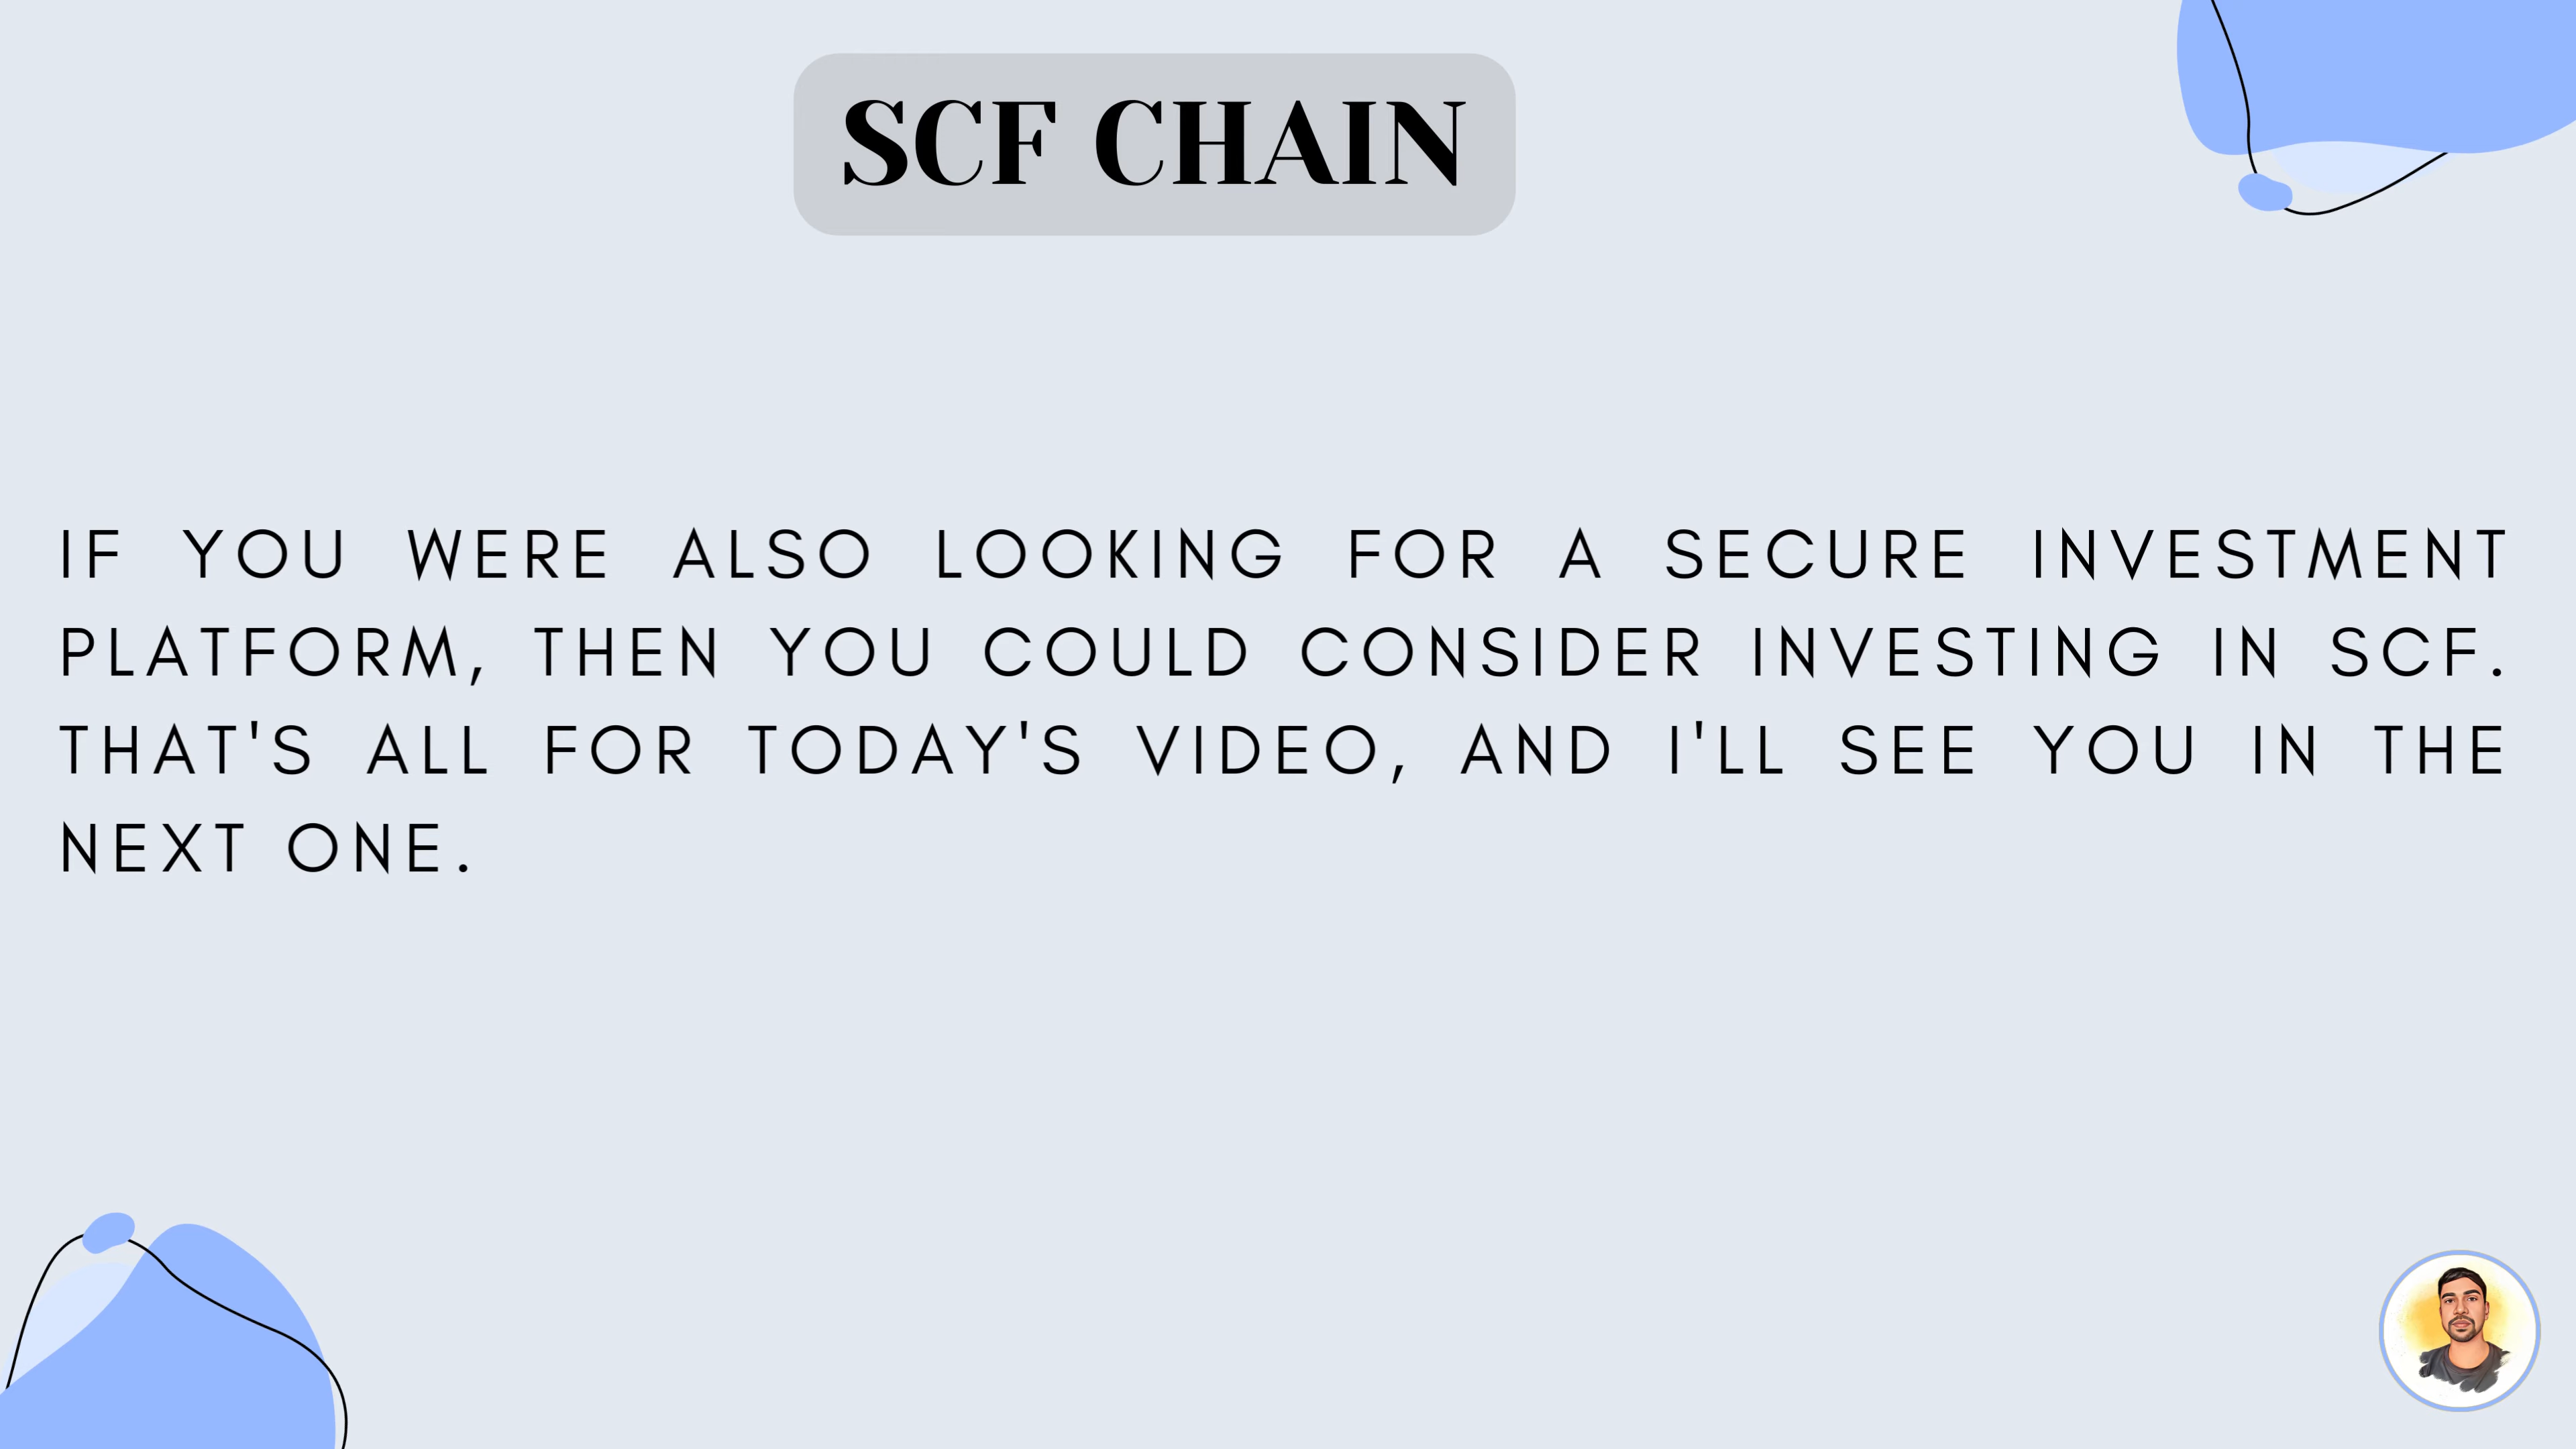 SCF CHAIN
IF YOU WERE ALSO LOOKING FOR A SECURE INVESTMENT
PLATFORM, THEN YOU COULD CONSIDER INVESTING IN SCF.
THAT'S ALL FOR TODAY'S VIDEO, AND I'LL SEE YOU IN THE
NEXT ONE.